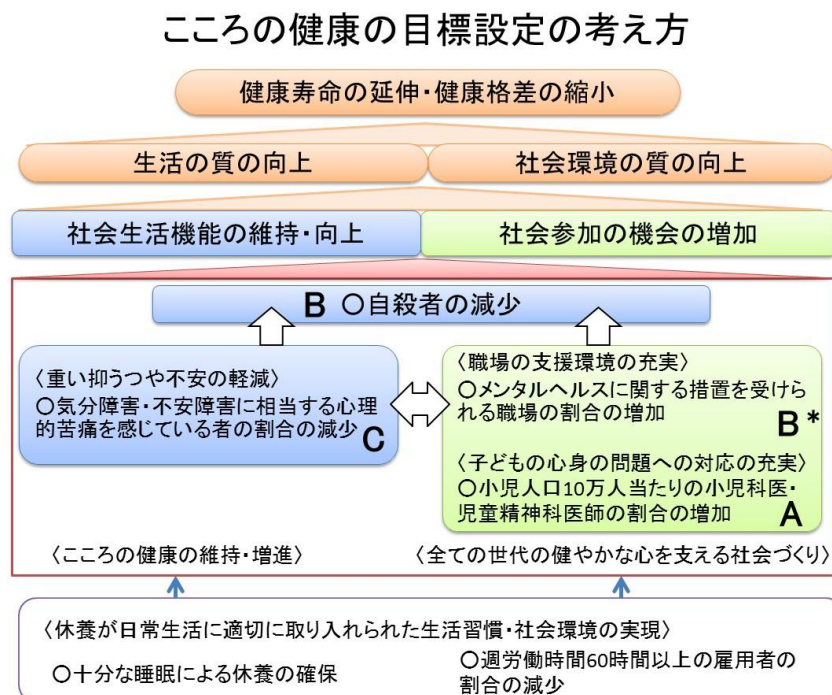 こころの健康の目標設定の考え方
健康寿命の延伸・健康格差の縮小
生活の質の向上
社会環境の質の向上
社会生活機能の維持・向上
社会参加の機会の増加
B ○自殺者の減少
〈重い抑うつや不安の軽減〉
○気分障害・不安障害に相当する心理
的苦痛を感じている者の割合の減少
C
〈職場の支援環境の充実〉
○メンタルヘルスに関する措置を受けら
れる職場の割合の増加
B*
〈子どもの心身の問題への対応の充実〉
○小児人口10万人当たりの小児科医・
児童精神科医師の割合の増加
A
〈こころの健康の維持・増進〉
〈全ての世代の健やかな心を支える社会づくり〉
〈休養が日常生活に適切に取り入れられた生活習慣・社会環境の実現〉
○十分な睡眠による休養の確保
○週労働時間60時間以上の雇用者の
割合の減少